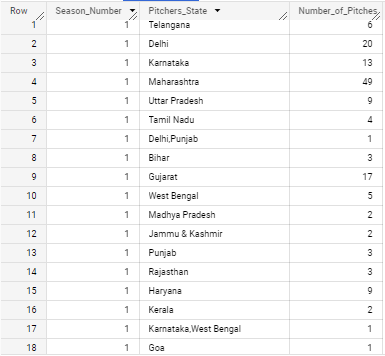 Row Season_Number Pitchers_State Number_of_Pitches
1 1 Telangana 6
2 1 Delhi 20
3 1 Karnataka 13
4 1 Maharashtra 49
5 1 Uttar Pradesh 9
6 1 Tamil Nadu 4
7 1 Delhi,Punjab 1
8 1 Bihar 3
9 1 Gujarat 17
10 1 West Bengal 5
11 1 Madhya Pradesh 2
12 1 Jammu & Kashmir 2
13 1 Punjab 3
14 1 Rajasthan 3
15 1 Haryana 9
16 1 Kerala 2
17 1 Karnataka,West Bengal 1
18 1 Goa 1